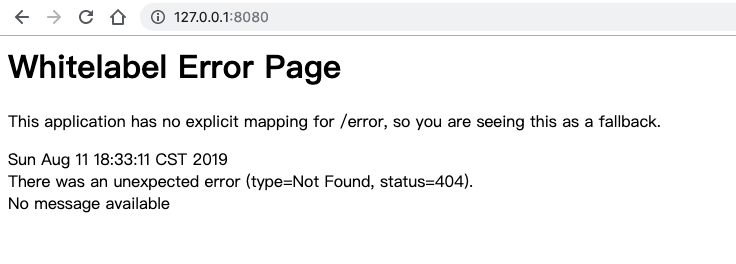 127.0.0.1:8080
Whitelabel Error Page
This application has no explicit mapping for /error, so you are seeing this as a fallback.
Sun Aug 11 18:33:11 CST 2019
There was an unexpected error (type=Not Found, status=404).
No message available